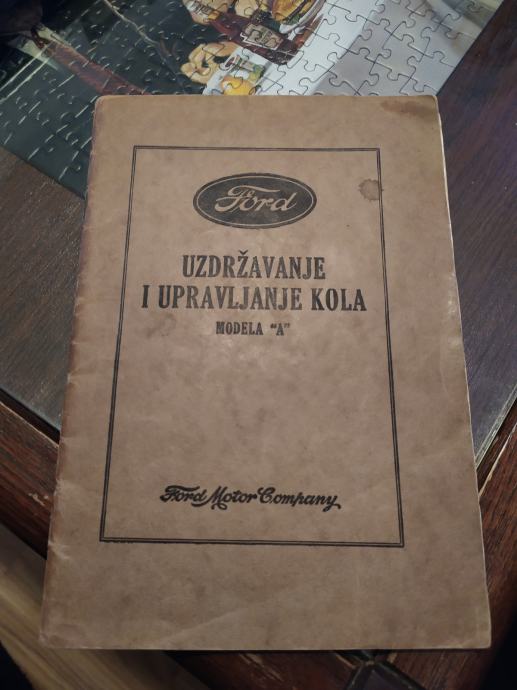 Ford
UZDRŽAVANJE
I UPRAVLJANJE KOLA
MODELA "A"
Ford Motor Company